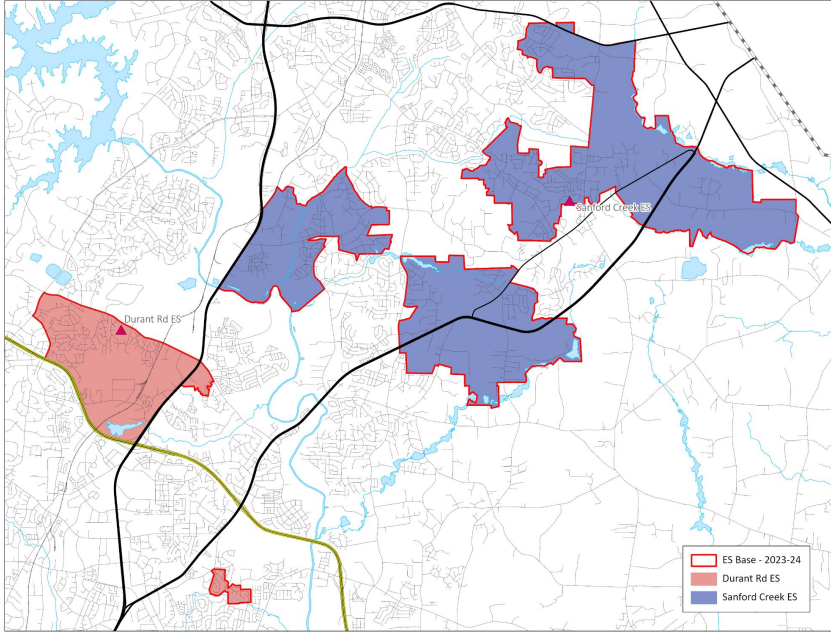 Sanford Creek ES
Durant Rd ES
ES Base - 2023-24
Durant Rd ES
Sanford Creek ES